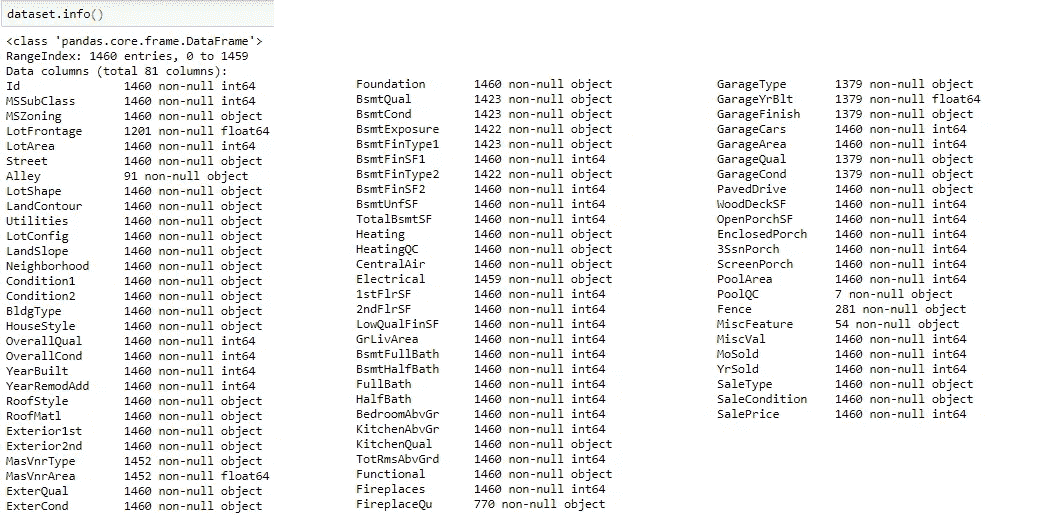 dataset.info()
<class 'pandas.core.frame.DataFrame'>
RangeIndex: 1460 entries, 0 to 1459
Data columns (total 81 columns):
Id 1460 non-null int64
MSSubClass 1460 non-null int64
MSZoning 1460 non-null object
LotFrontage 1201 non-null float64
LotArea 1460 non-null int64
Street 1460 non-null object
Alley 91 non-null object
LotShape 1460 non-null object
LandContour 1460 non-null object
Utilities 1460 non-null object
LotConfig 1460 non-null object
LandSlope 1460 non-null object
Neighborhood 1460 non-null object
Condition1 1460 non-null object
Condition2 1460 non-null object
BldgType 1460 non-null object
HouseStyle 1460 non-null object
OverallQual 1460 non-null int64
OverallCond 1460 non-null int64
YearBuilt 1460 non-null int64
YearRemodAdd 1460 non-null int64
RoofStyle 1460 non-null object
RoofMatl 1460 non-null object
Exterior1st 1460 non-null object
Exterior2nd 1460 non-null object
MasVnrType 1452 non-null object
MasVnrArea 1452 non-null float64
ExterQual 1460 non-null object
ExterCond 1460 non-null object
Foundation 1460 non-null object
BsmtQual 1423 non-null object
BsmtCond 1423 non-null object
BsmtExposure 1422 non-null object
BsmtFinType1 1423 non-null object
BsmtFinSF1 1460 non-null int64
BsmtFinType2 1422 non-null object
BsmtFinSF2 1460 non-null int64
BsmtUnfSF 1460 non-null int64
TotalBsmtSF 1460 non-null int64
Heating 1460 non-null object
HeatingQC 1460 non-null object
CentralAir 1460 non-null object
Electrical 1459 non-null object
1stFlrSF 1460 non-null int64
2ndFlrSF 1460 non-null int64
LowQualFinSF 1460 non-null int64
GrLivArea 1460 non-null int64
BsmtFullBath 1460 non-null int64
BsmtHalfBath 1460 non-null int64
FullBath 1460 non-null int64
HalfBath 1460 non-null int64
BedroomAbvGr 1460 non-null int64
KitchenAbvGr 1460 non-null int64
KitchenQual 1460 non-null object
TotRmsAbvGrd 1460 non-null int64
Functional 1460 non-null object
Fireplaces 1460 non-null int64
FireplaceQu 770 non-null object
GarageType 1379 non-null object
GarageYrBlt 1379 non-null float64
GarageFinish 1379 non-null object
GarageCars 1460 non-null int64
GarageArea 1460 non-null int64
GarageQual 1379 non-null object
GarageCond 1379 non-null object
PavedDrive 1460 non-null object
WoodDeckSF 1460 non-null int64
OpenPorchSF 1460 non-null int64
EnclosedPorch 1460 non-null int64
3SsnPorch 1460 non-null int64
ScreenPorch 1460 non-null int64
PoolArea 1460 non-null int64
PoolQC 7 non-null object
Fence 281 non-null object
MiscFeature 54 non-null object
MiscVal 1460 non-null int64
MoSold 1460 non-null int64
YrSold 1460 non-null int64
SaleType 1460 non-null object
SaleCondition 1460 non-null object
SalePrice 1460 non-null int64